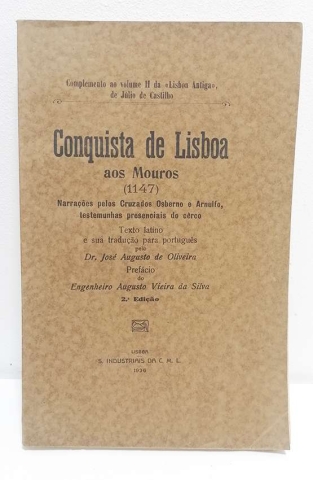 Complemento ao volume II da «Lisboa Antiga»,
de Júlio de Castilho
Conquista de Lisboa
aos Mouros
(1147)
Narrações pelos Cruzados Osberno e Arnulfo,
testemunhas presenciais do cêrco
Texto latino
e sua tradução para português
pelo
Dr. José Augusto de Oliveira
Prefácio
do
Engenheiro Augusto Vieira da Silva
2.ª Edição
LISBOA
S. INDUSTRIAIS DA C. M. L.